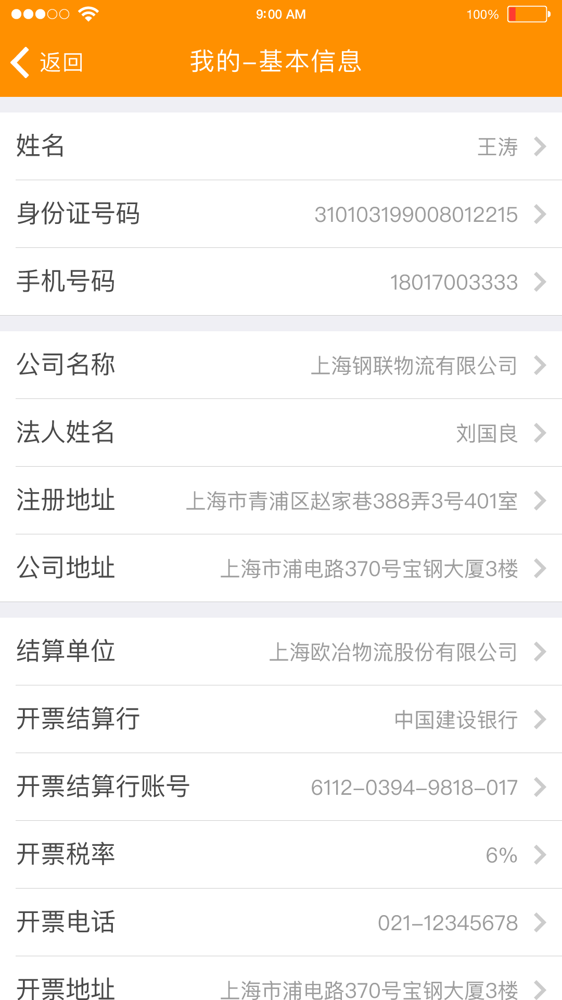 9:00 AM
100%
返回
我的-基本信息
姓名
王涛
身份证号码
310103199008012215
手机号码
18017003333
公司名称
上海钢联物流有限公司
法人姓名
刘国良
注册地址
上海市青浦区赵家巷388弄3号401室
公司地址
上海市浦电路370号宝钢大厦3楼
结算单位
上海欧冶物流股份有限公司
开票结算行
中国建设银行
开票结算行账号
6112-0394-9818-017
开票税率
6%
开票电话
021-12345678
开票地址
上海市浦电路370号宝钢大厦3楼